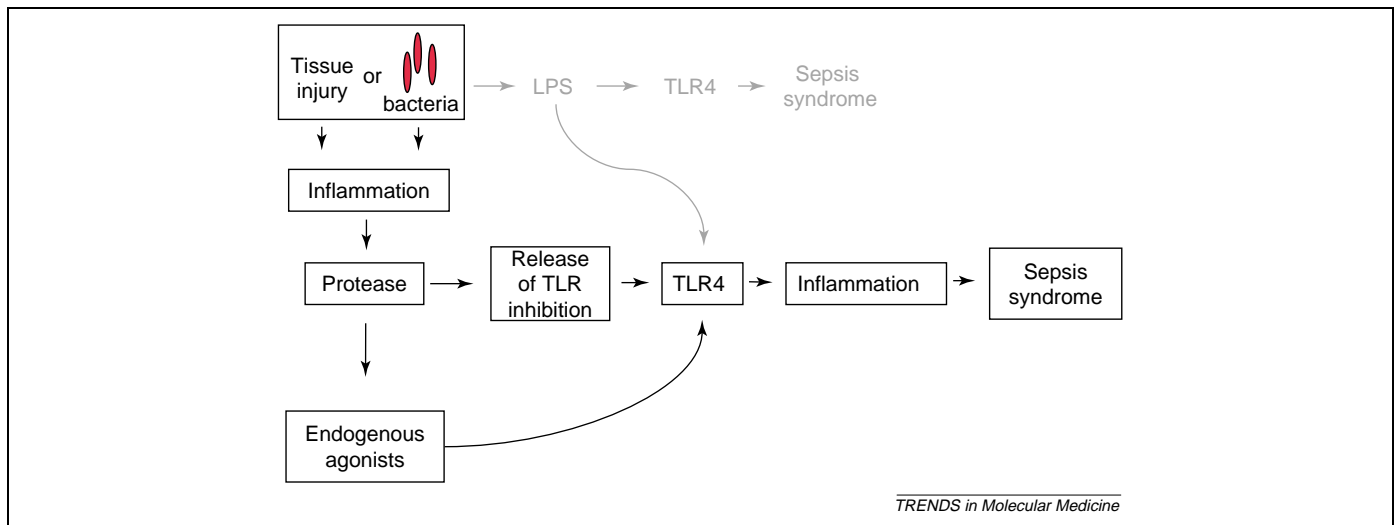 Tissue
injury
or
bacteria
LPS
TLR4
Sepsis
syndrome
Inflammation
Protease
Release
of TLR
inhibition
TLR4
Inflammation
Sepsis
syndrome
Endogenous
agonists
TRENDS in Molecular Medicine